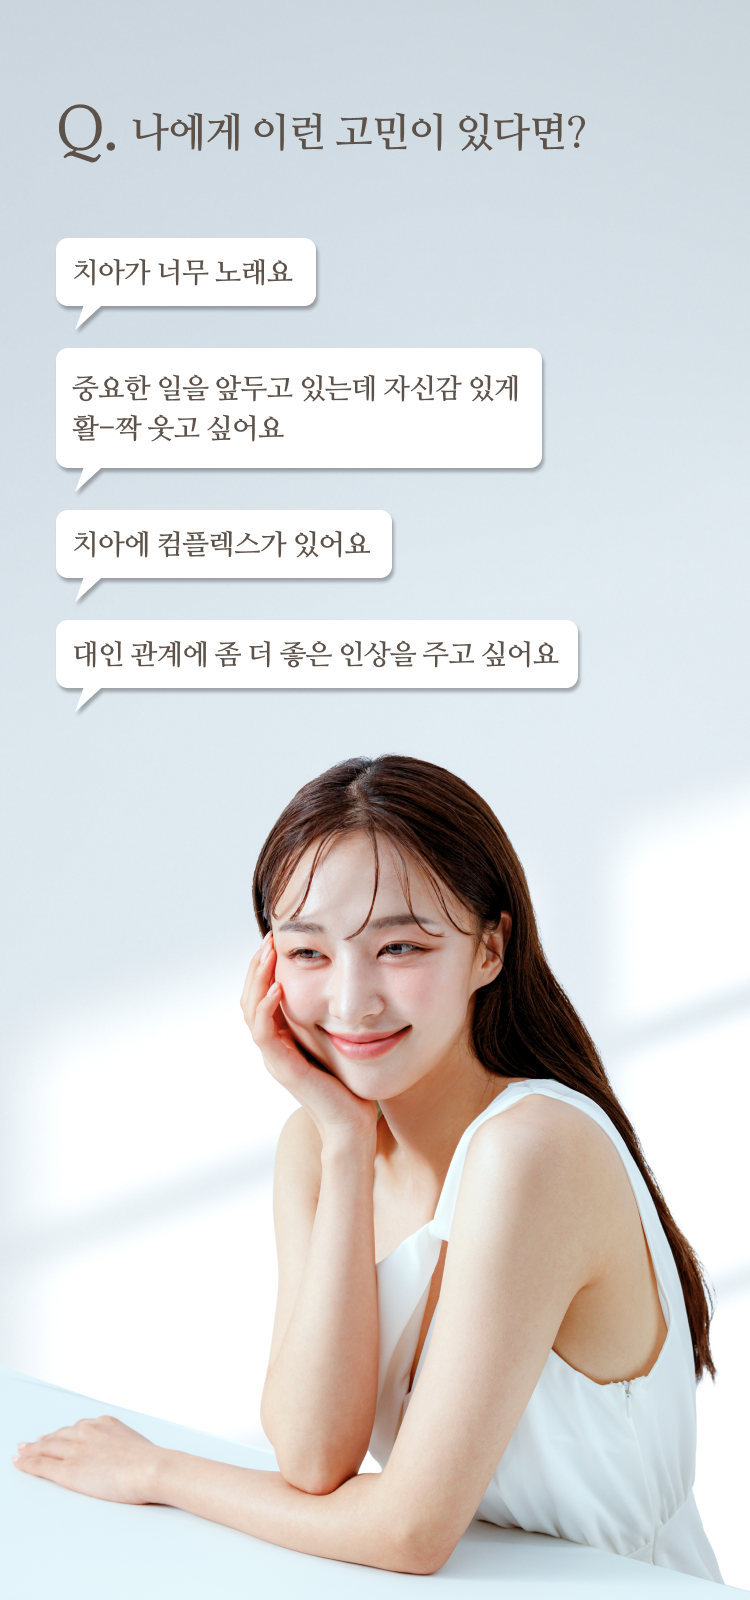 Q. 나에게 이런 고민이 있다면?
치아가 너무 노래요
중요한 일을 앞두고 있는데 자신감 있게
활-짝 웃고 싶어요
치아에 컴플렉스가 있어요
대인 관계에 좀 더 좋은 인상을 주고 싶어요